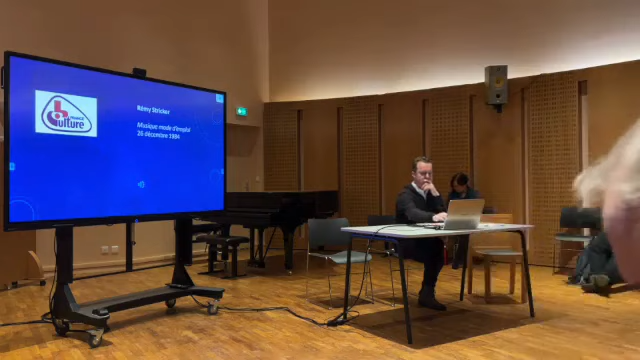 FRANCE
Culture
Rémy Stricker
Musique mode d'emploi
26 décembre 1984